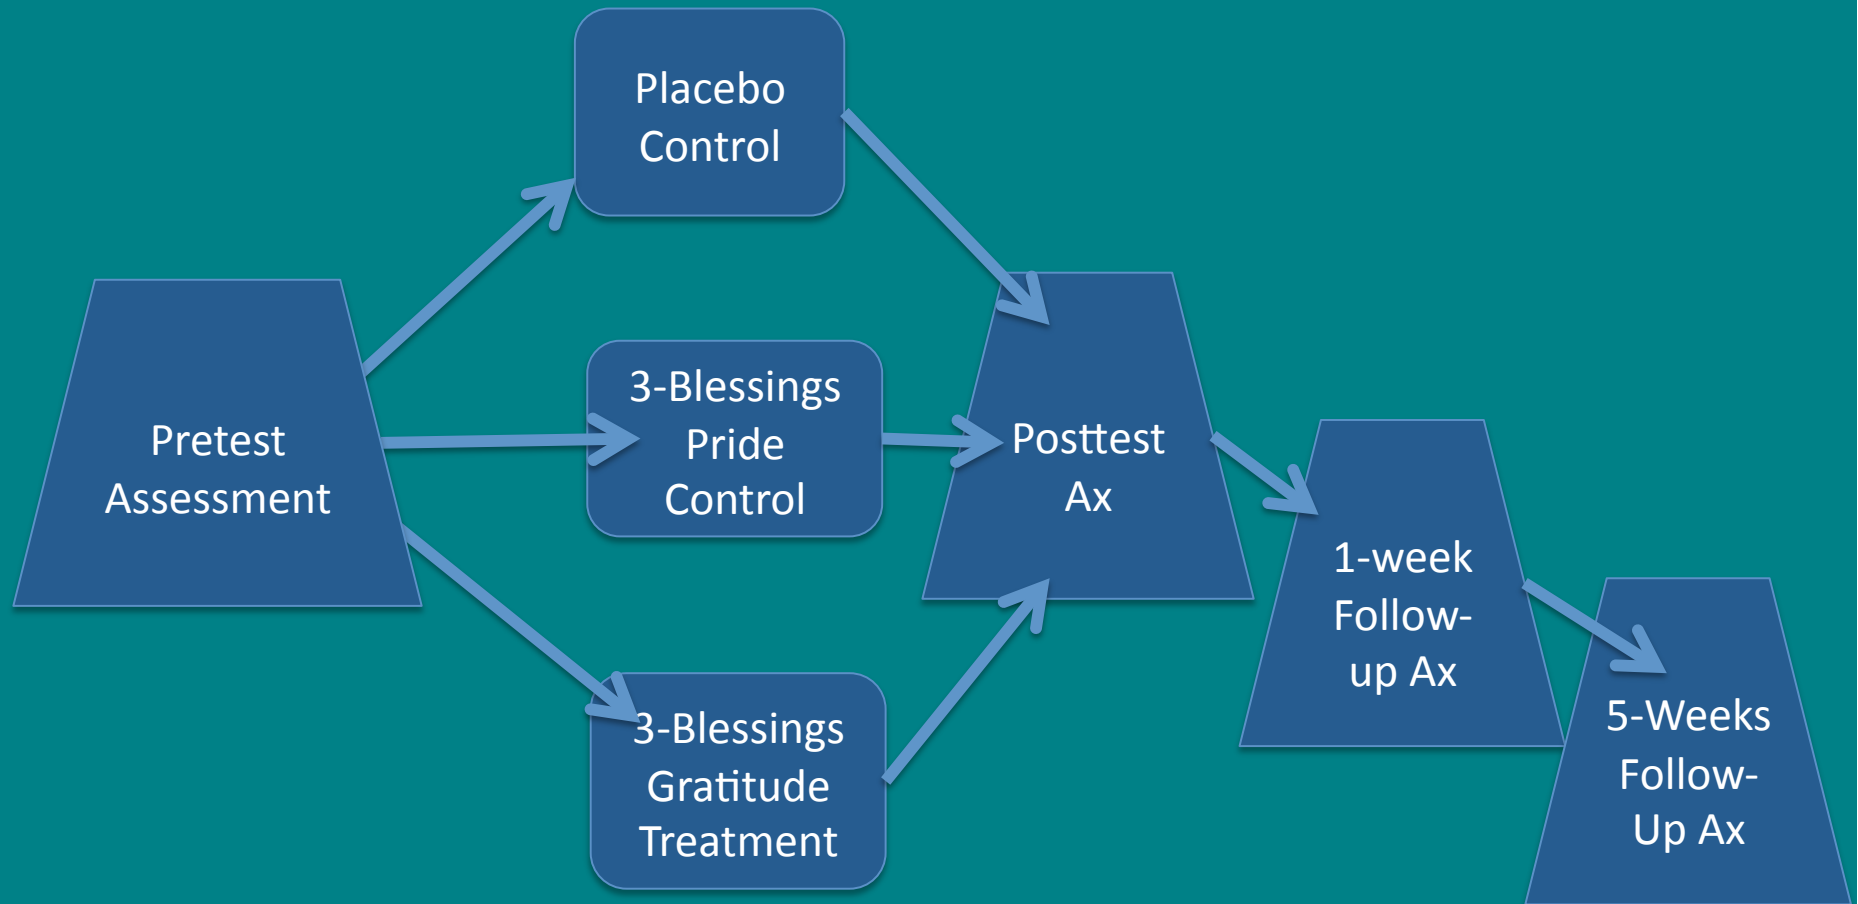 Placebo
Control
Pretest
Assessment
3-Blessings
Pride
Control
3-Blessings
Gratitude
Treatment
Posttest
Ax
1-week
Follow-
up Ax
5-Weeks
Follow-
Up Ax